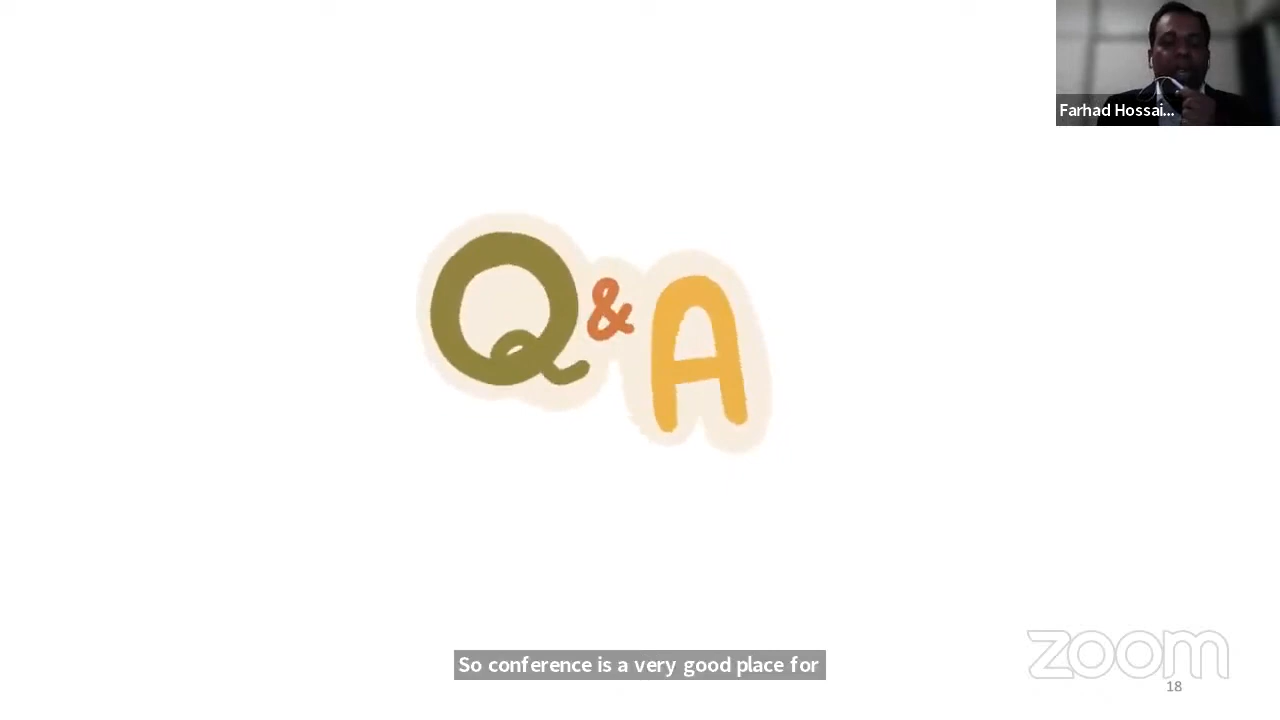 Farhad Hossai...
Q & A
So conference is a very good place for
zoom
18